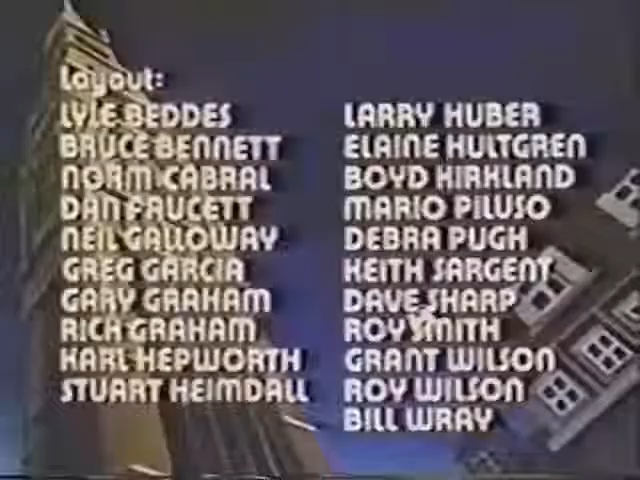 Layout:
LYLE BEDDES
BRUCE BENNETT
NORM CABRAL
DAN FAUCETT
NEIL GALLOWAY
GREG GARCIA
GARY GRAHAM
RICH GRAHAM
KARL HEPWORTH
STUART HEIMDALL
LARRY HUBER
ELAINE HULTGREN
BOYD KIRKLAND
MARIO PILUSO
DEBRA PUGH
KEITH SARGENT
DAVE SHARP
ROY SMITH
GRANT WILSON
ROY WILSON
BILL WRAY